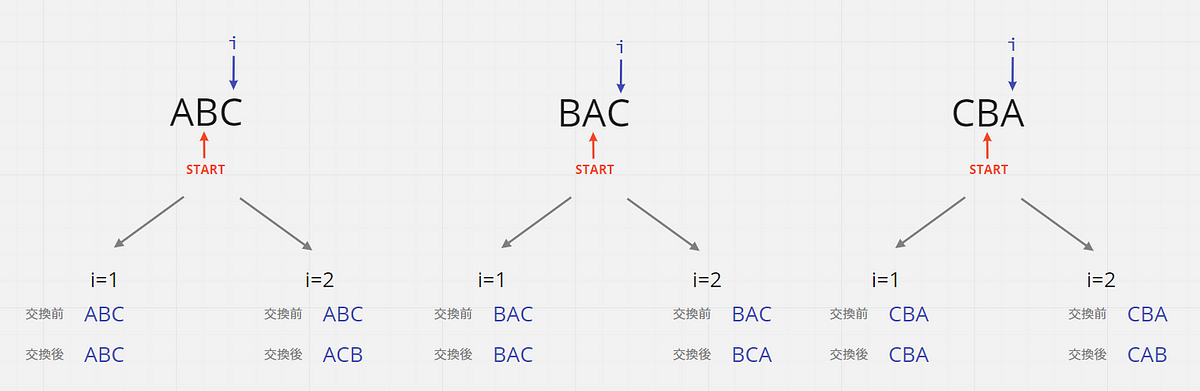 i i i
ABC BAC CBA
START START START
i=1 i=2 i=1 i=2 i=1 i=2
交換前 ABC 交換前 ABC 交換前 BAC 交換前 BAC 交換前 CBA 交換前 CBA
交換後 ABC 交換後 ACB 交換後 BAC 交換後 BCA 交換後 CBA 交換後 CAB